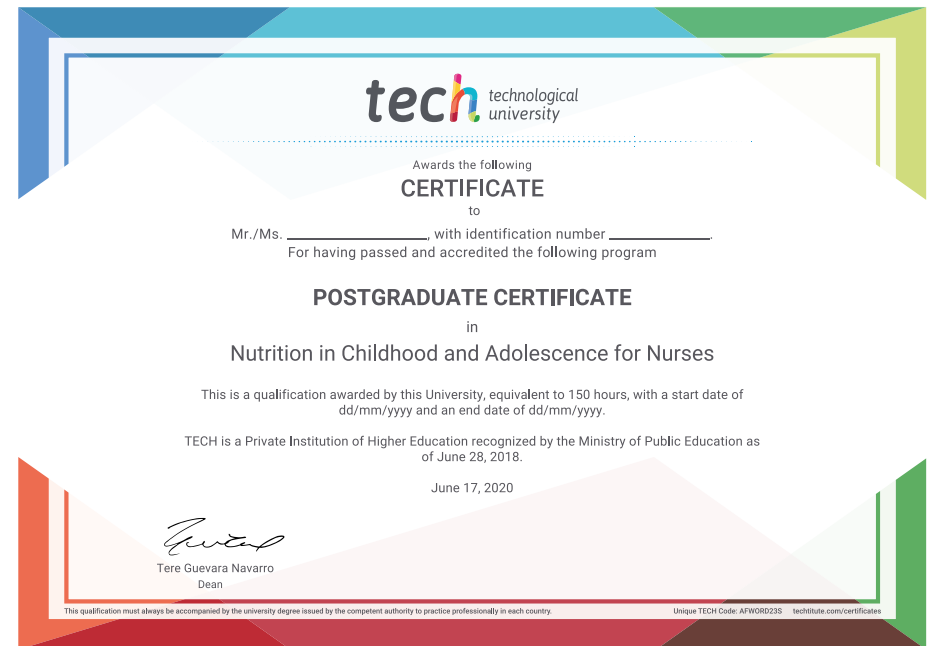 tech technological
university
Awards the following
CERTIFICATE
to
Mr./Ms. ____________________, with identification number ______________.
For having passed and accredited the following program
POSTGRADUATE CERTIFICATE
in
Nutrition in Childhood and Adolescence for Nurses
This is a qualification awarded by this University, equivalent to 150 hours, with a start date of
dd/mm/yyyy and an end date of dd/mm/yyyy.
TECH is a Private Institution of Higher Education recognized by the Ministry of Public Education as
of June 28, 2018.
June 17, 2020
Tere Guevara Navarro
Dean
This qualification must always be accompanied by the university degree issued by the competent authority to practice professionally in each country.
Unique TECH Code: AFWORD23S techtitute.com/certificates